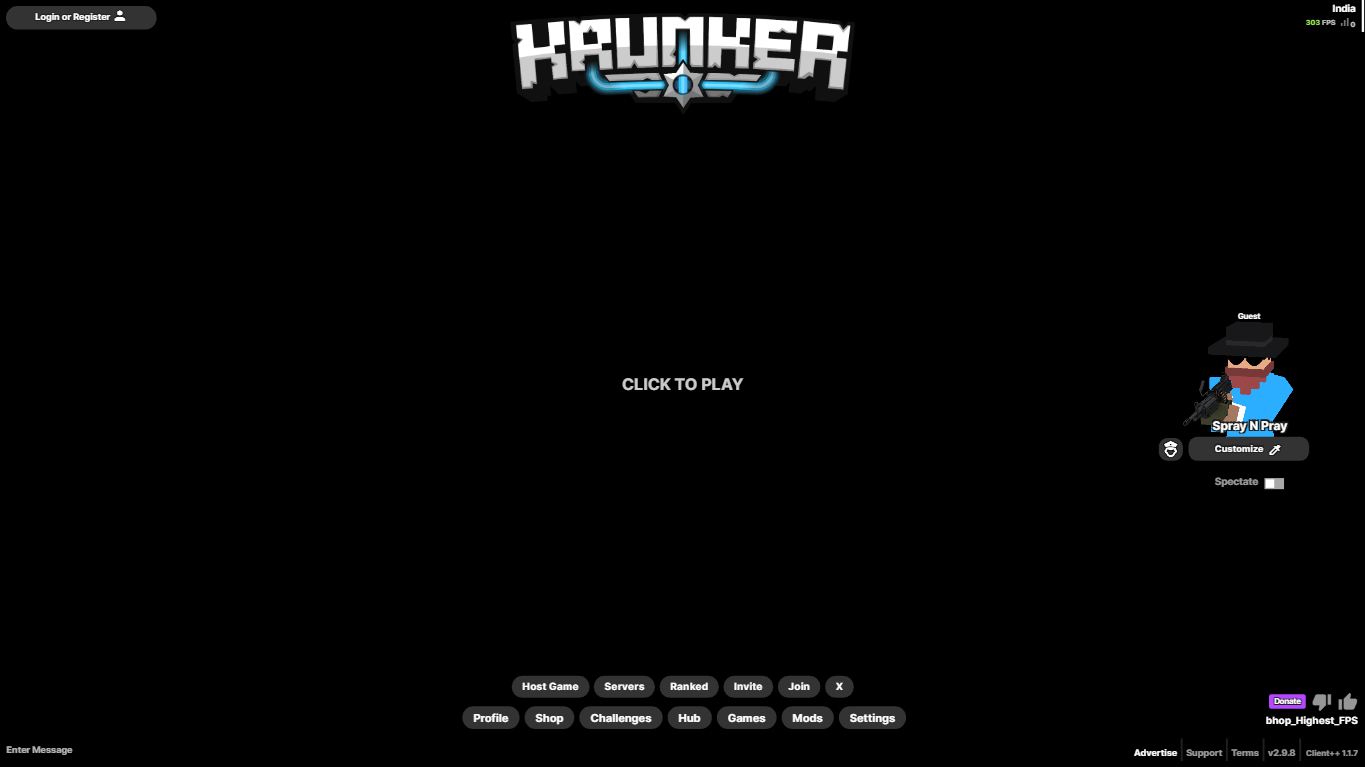 Login or Register
KRUNKER
India
303 FPS
0
CLICK TO PLAY
Guest
Spray N Pray
Customize
Spectate
Host Game Servers Ranked Invite Join X
Profile Shop Challenges Hub Games Mods Settings
Donate
bhop_Highest_FPS
Enter Message
Advertise Support Terms v2.9.8 Client++ 1.1.7